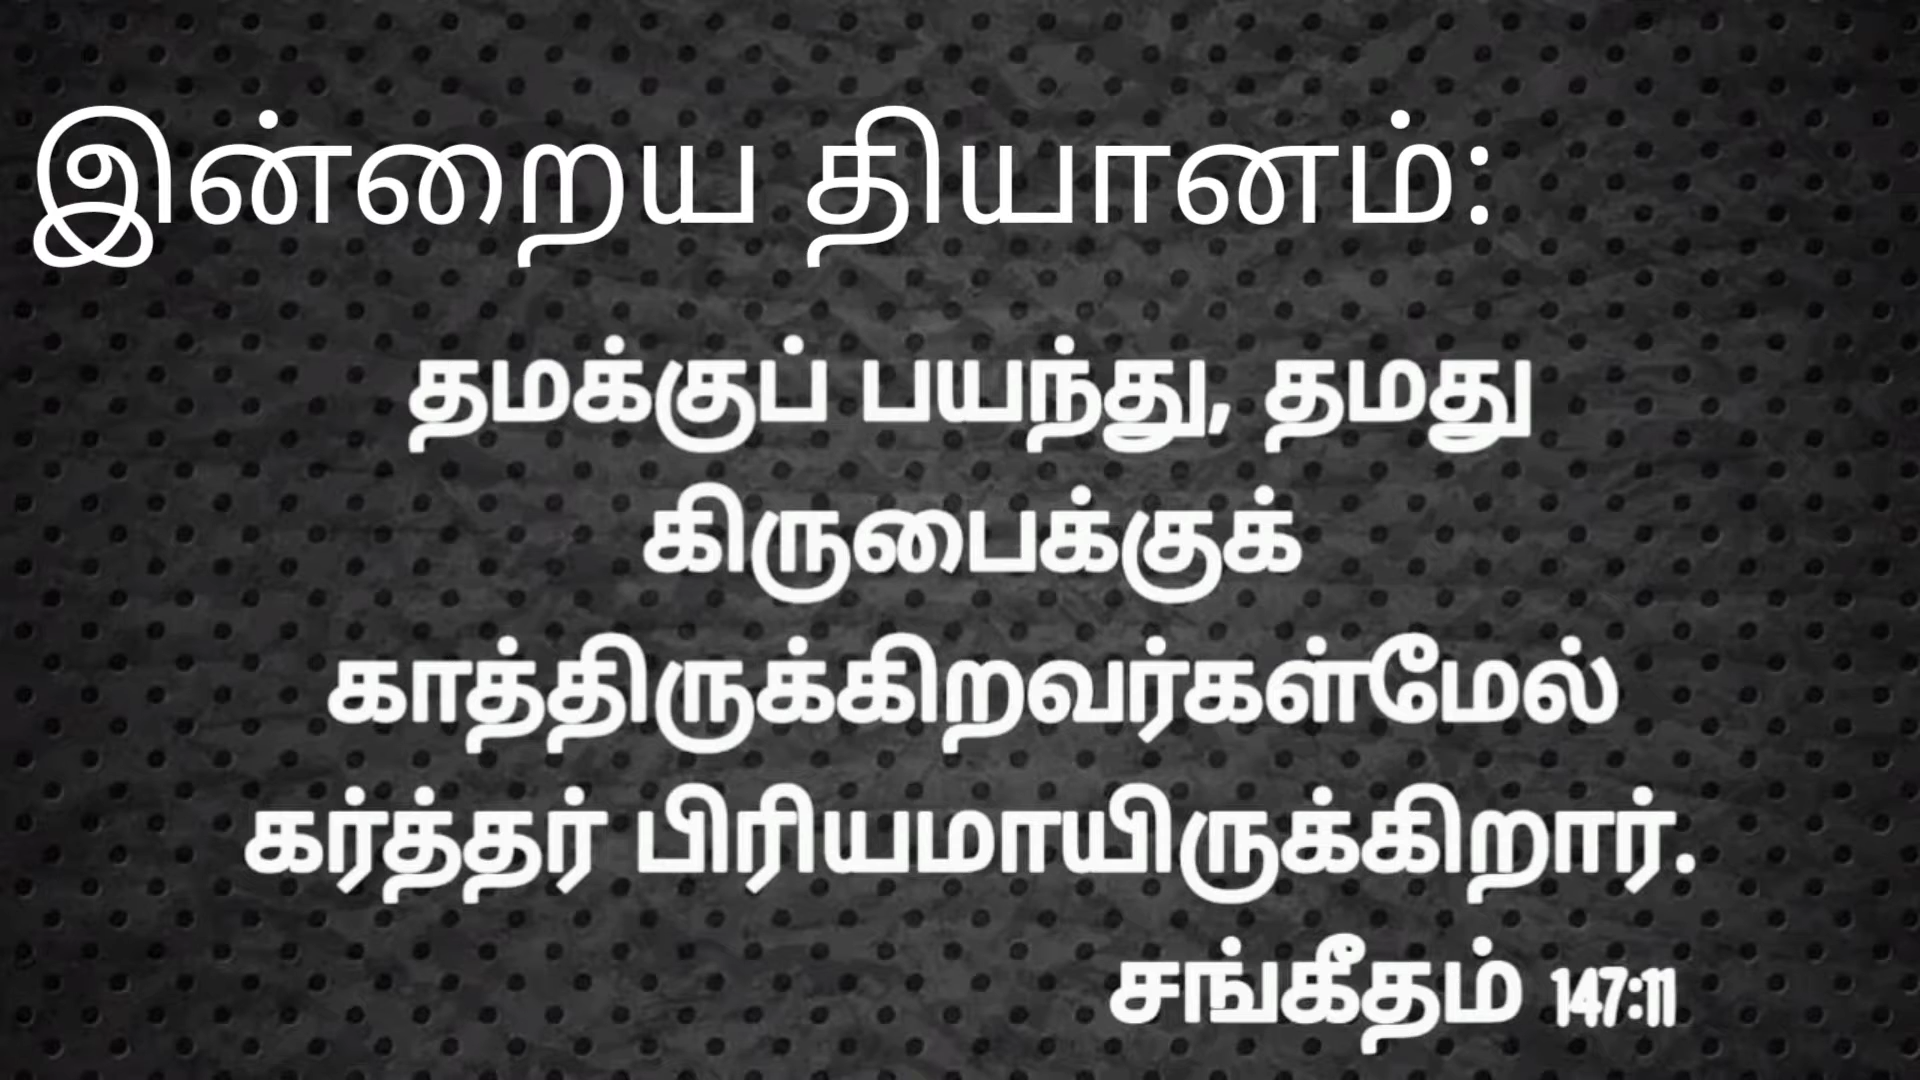 இன்றைய தியானம்:
தமக்குப் பயந்து, தமது
கிருபைக்குக்
காத்திருக்கிறவர்கள்மேல்
கர்த்தர் பிரியமாயிருக்கிறார்.
சங்கீதம் 147:11